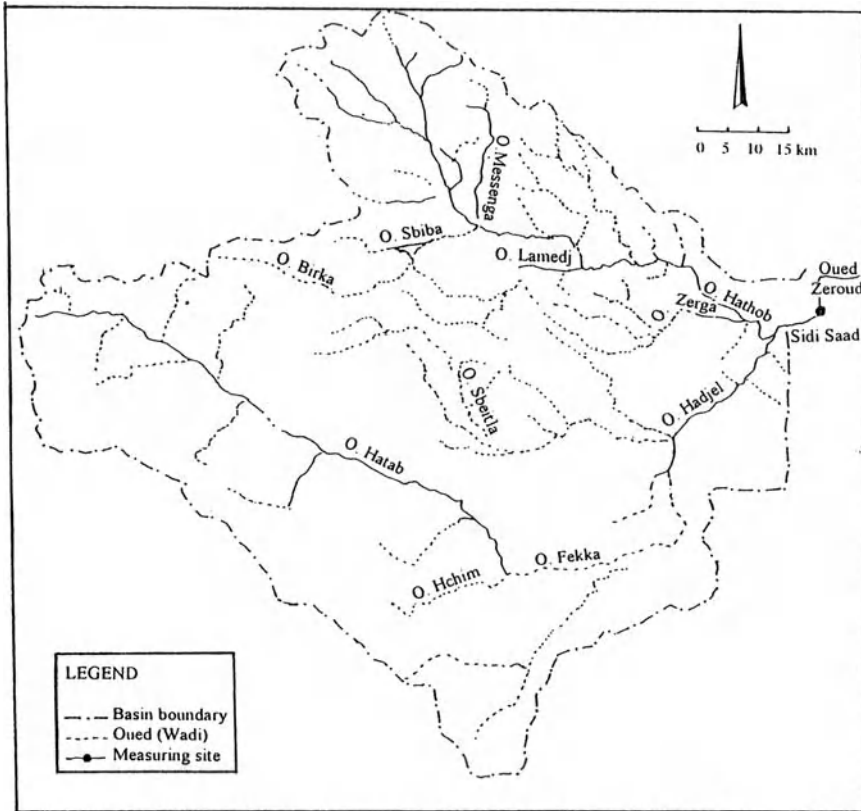 O. Messenga
0 5 10 15 km
O. Sbiba
O. Lamedj
O. Birka
Oued
Zeroud
O. Hathob
O. Zerga
Sidi Saad
O. Sbeitla
O. Hadjel
O. Hatab
O. Fekka
O. Hchim
LEGEND
Basin boundary
Oued (Wadi)
Measuring site